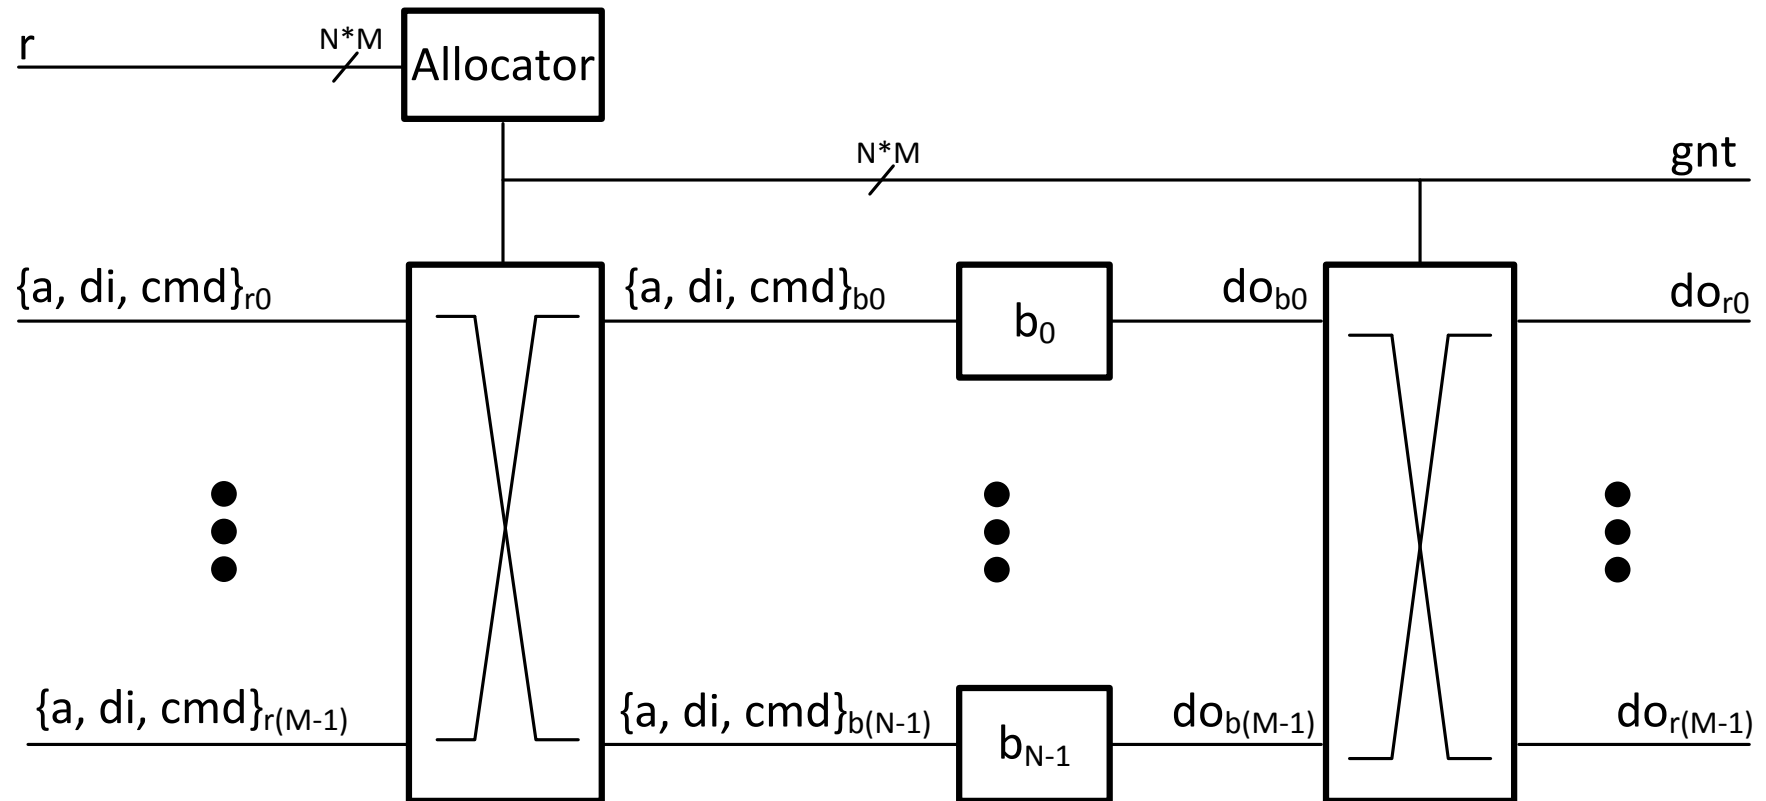 r
N*M
Allocator
N*M
gnt
{a, di, cmd}r0
{a, di, cmd}b0
b0
dob0
dor0
{a, di, cmd}r(M-1)
{a, di, cmd}b(N-1)
bN-1
dob(M-1)
dor(M-1)